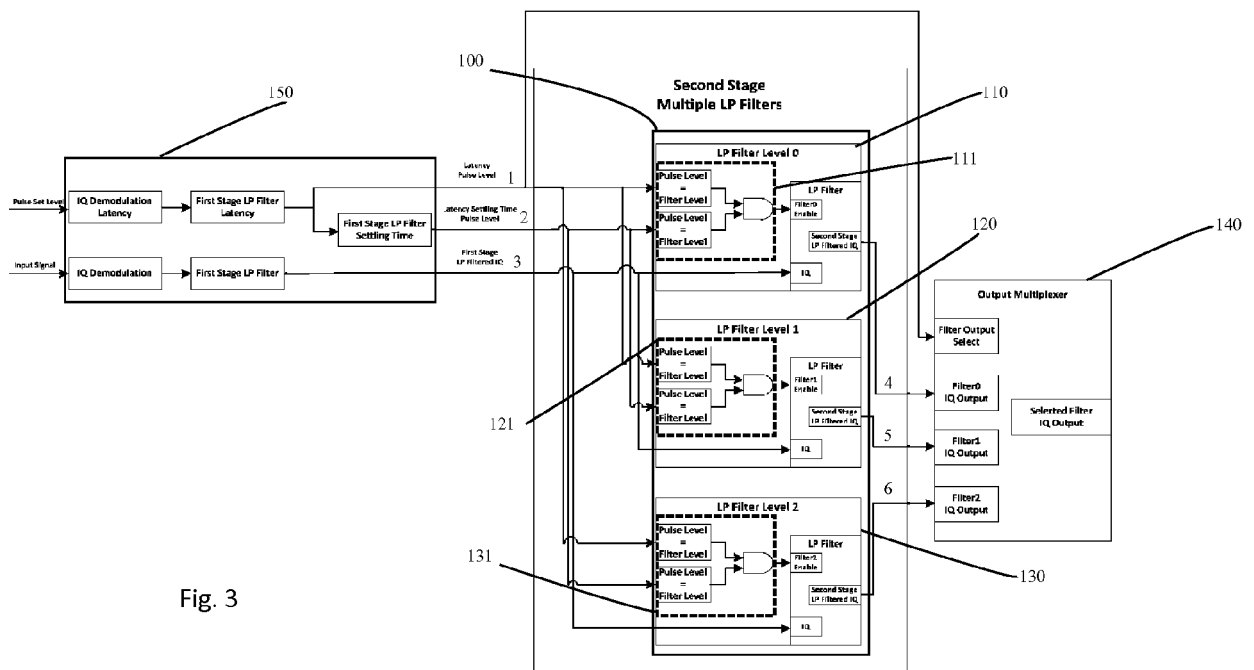 150
Pulse Set Level
IQ Demodulation
Latency
First Stage LP Filter
Latency
First Stage LP Filter
Settling Time
Input Signal
IQ Demodulation
First Stage LP Filter
Latency
Pulse Level
1
Latency Settling Time
Pulse Level
2
First Stage
LP Filtered IQ
3
100
Second Stage
Multiple LP Filters
110
LP Filter Level 0
111
Pulse Level
=
Filter Level
Pulse Level
=
Filter Level
LP Filter
Filter0
Enable
Second Stage
LP Filtered IQ
IQ
120
LP Filter Level 1
121
Pulse Level
=
Filter Level
Pulse Level
=
Filter Level
LP Filter
Filter1
Enable
Second Stage
LP Filtered IQ
IQ
LP Filter Level 2
130
131
Pulse Level
=
Filter Level
Pulse Level
=
Filter Level
LP Filter
Filter2
Enable
Second Stage
LP Filtered IQ
IQ
4
5
6
140
Output Multiplexer
Filter Output
Select
Filter0
IQ Output
Filter1
IQ Output
Filter2
IQ Output
Selected Filter
IQ Output
Fig. 3